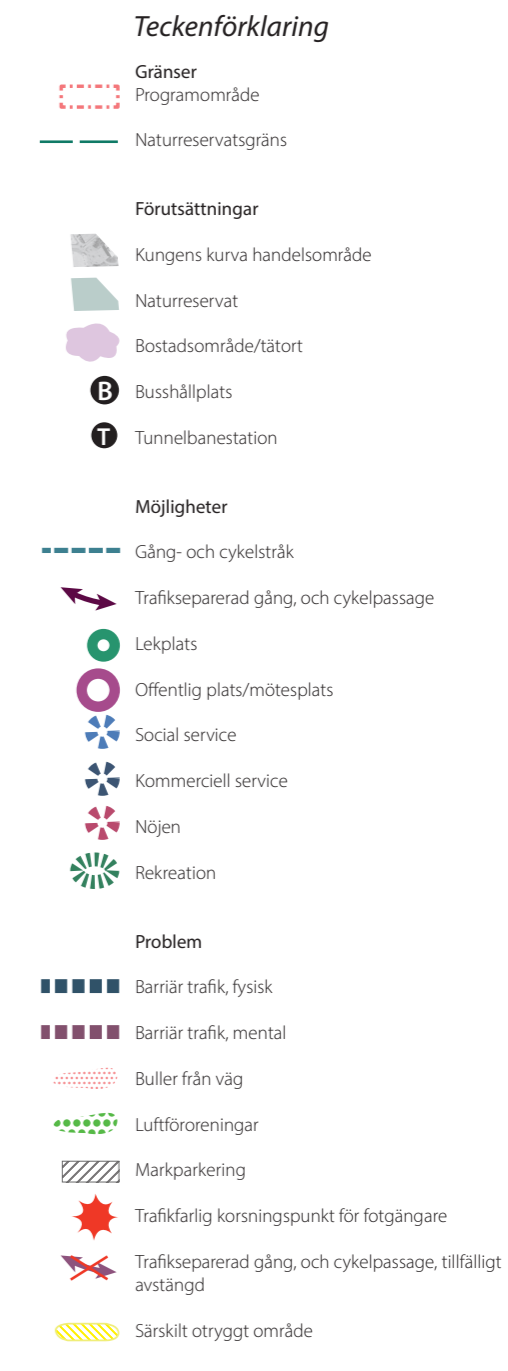 Teckenförklaring
Gränser
Programområde
Naturreservatsgräns
Förutsättningar
Kungens kurva handelsområde
Naturreservat
Bostadsområde/tätort
B Busshållplats
T Tunnelbanestation
Möjligheter
Gång- och cykelstråk
Trafikseparerad gång, och cykelpassage
Lekplats
Offentlig plats/mötesplats
Social service
Kommerciell service
Nöjen
Rekreation
Problem
Barriär trafik, fysisk
Barriär trafik, mental
Buller från väg
Luftföroreningar
Markparkering
Trafikfarlig korsningspunkt för fotgängare
Trafikseparerad gång, och cykelpassage, tillfälligt
avstängd
Särskilt otryggt område